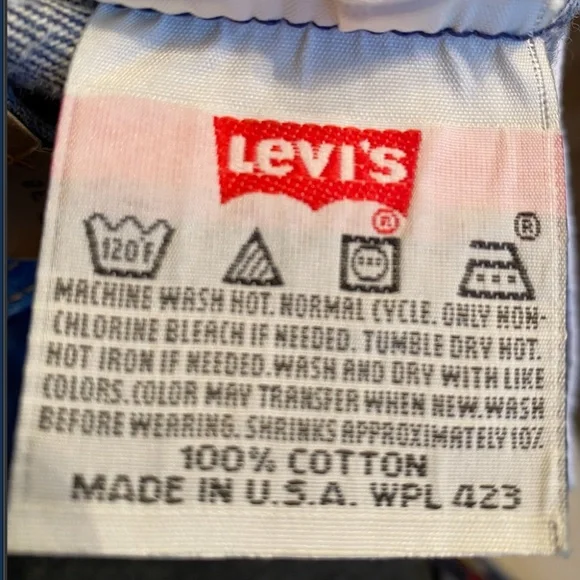 Levi's
®
120°F
®
MACHINE WASH HOT. NORMAL CYCLE. ONLY NON-
CHLORINE BLEACH IF NEEDED. TUMBLE DRY HOT.
HOT IRON IF NEEDED. WASH AND DRY WITH LIKE
COLORS. COLOR MAY TRANSFER WHEN NEW. WASH
BEFORE WEARING. SHRINKS APPROXIMATELY 10%
100% COTTON
MADE IN U.S.A. WPL 423